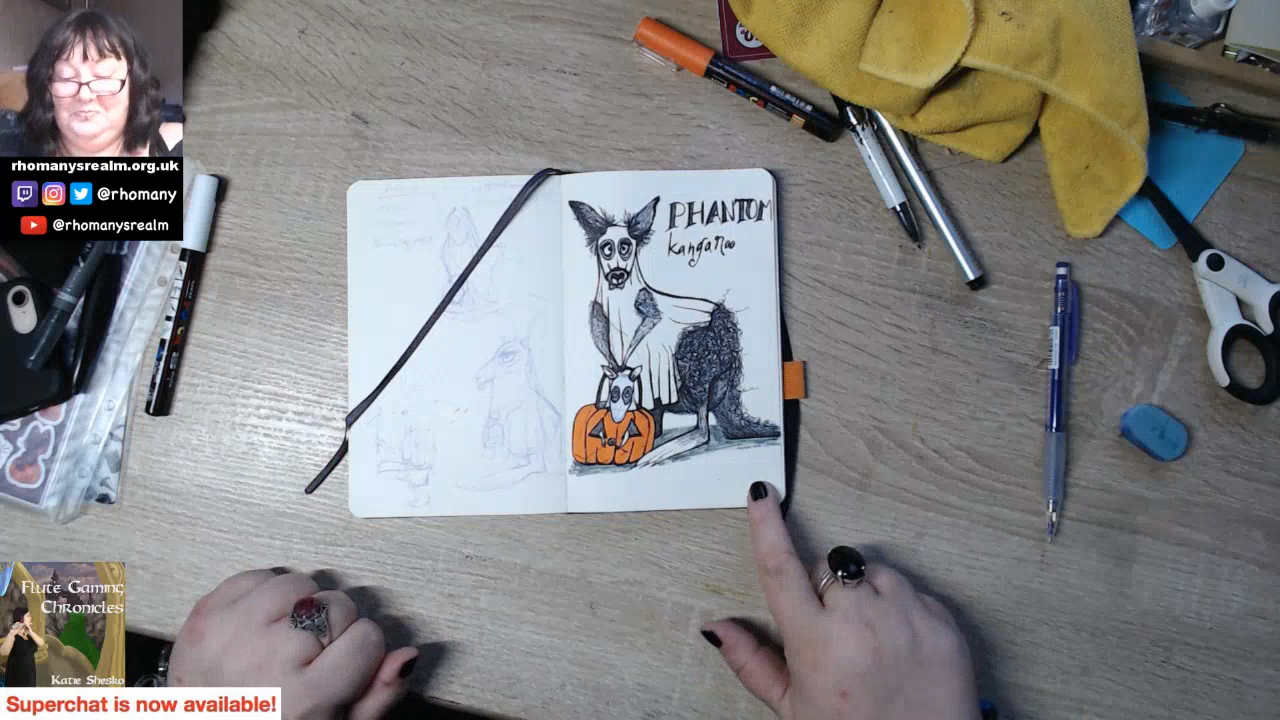 rhomanysrealm.org.uk
@rhomany
@rhomanysrealm
PHANTOM
kangaroo
Flute Gaming
Chronicles
Katie Shesko
Superchat is now available!